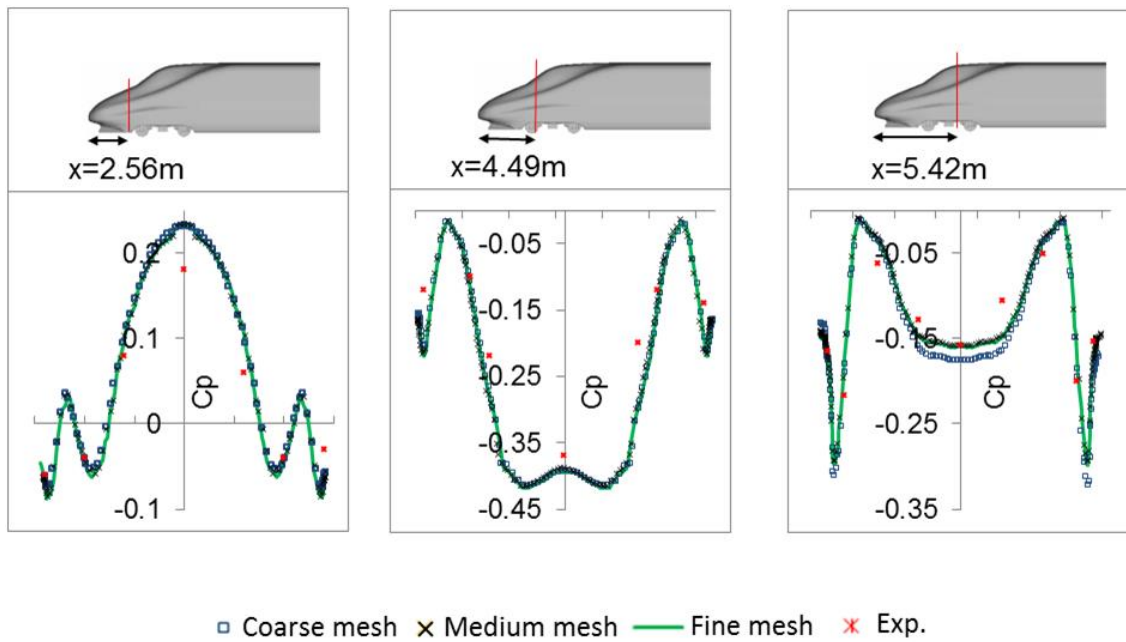 x=2.56m
x=4.49m
x=5.42m
0.2
0.1
0
-0.1
Cp
-0.05
-0.15
-0.25
-0.35
-0.45
Cp
-0.05
-0.15
-0.25
-0.35
Cp
Coarse mesh Medium mesh Fine mesh Exp.